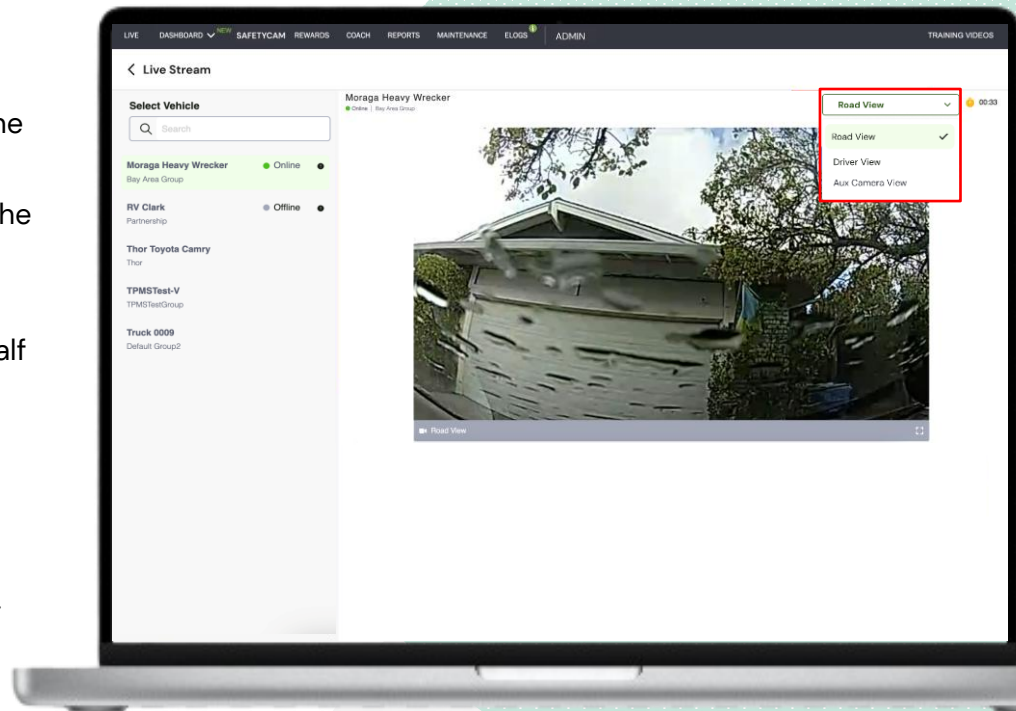 he
he
alf
LIVE DASHBOARD NEW SAFETYCAM REWARDS COACH REPORTS MAINTENANCE ELOGS 1 ADMIN TRAINING VIDEOS
Live Stream
Select Vehicle
Search
Moraga Heavy Wrecker Online
Bay Area Group
RV Clark Offline
Partnership
Thor Toyota Camry
Thor
TPMSTest-V
TPMSTestGroup
Truck 0009
Default Group2
Moraga Heavy Wrecker
Online | Bay Area Group
Road View
00:33
Road View
Driver View
Aux Camera View
Road View